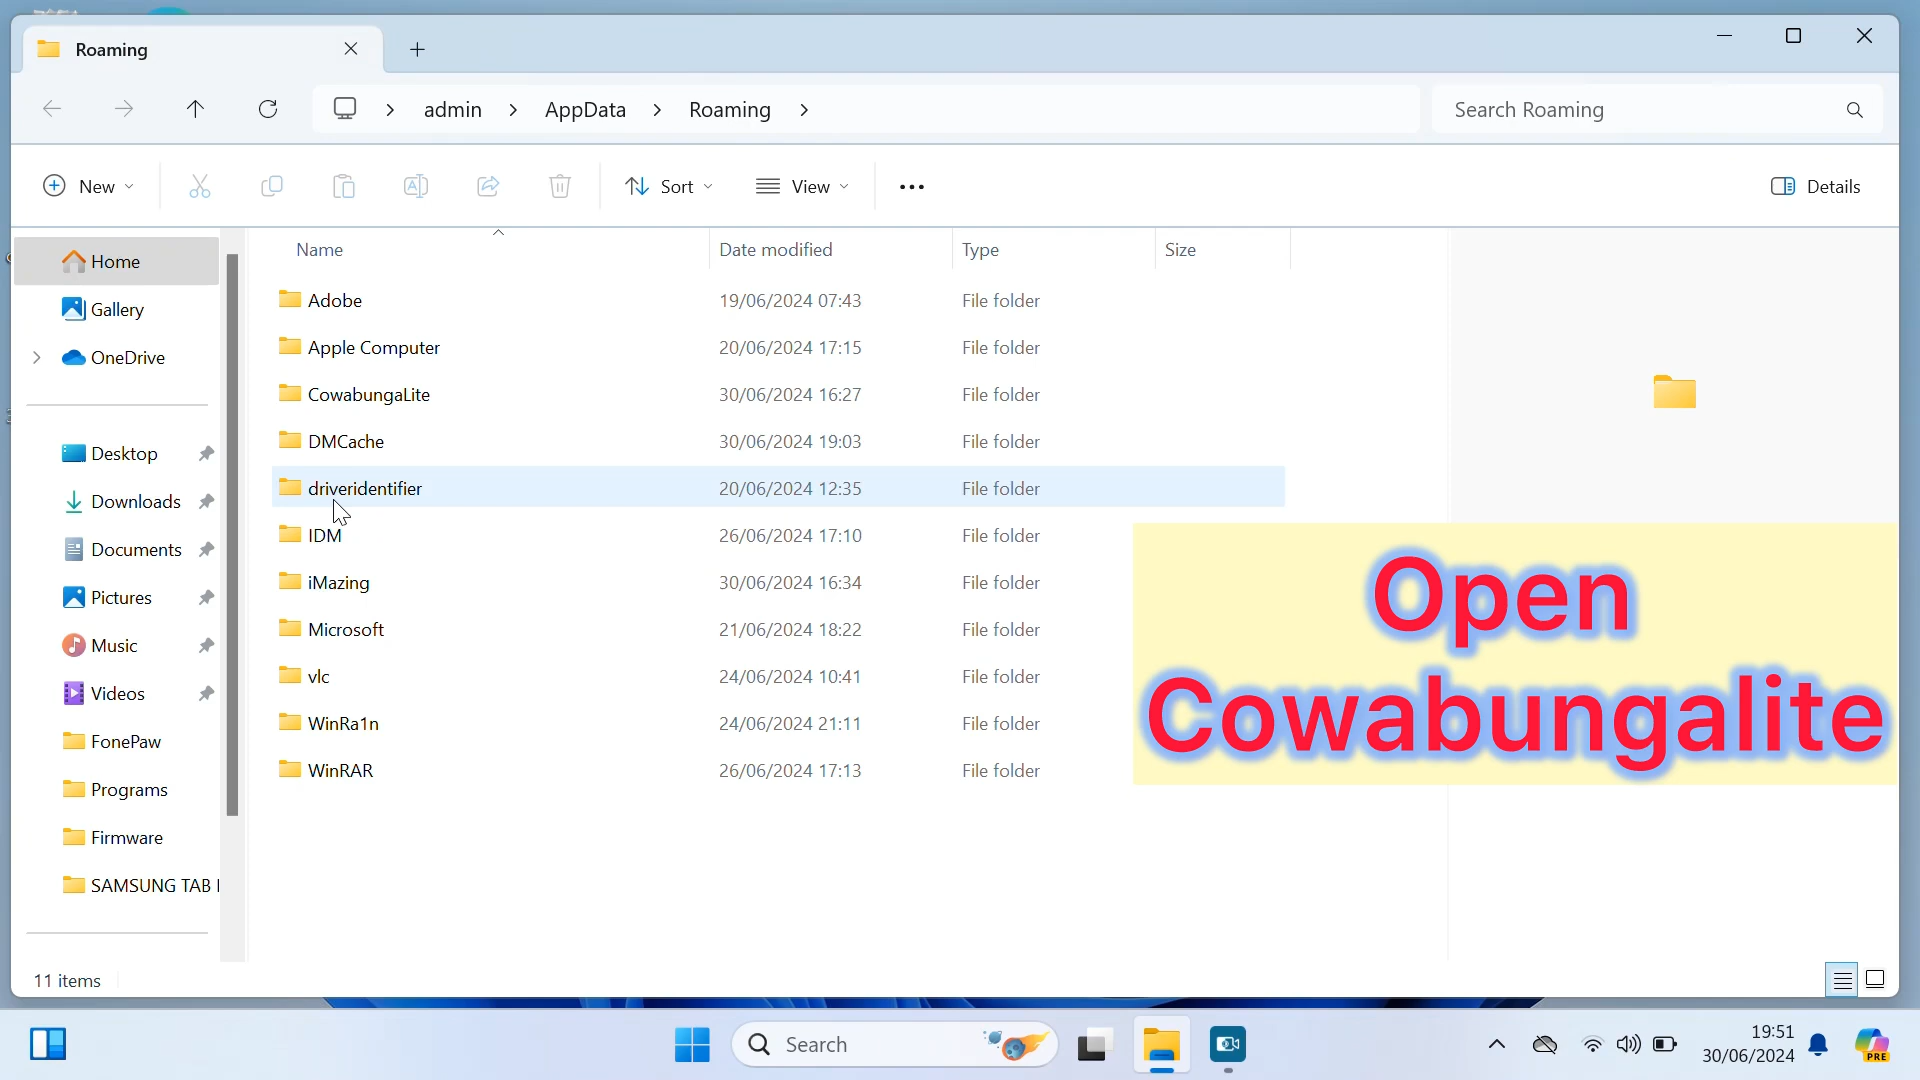 Roaming
admin
AppData
Roaming
Search Roaming
New
Sort
View
Details
Name
Date modified
Type
Size
Home
Gallery
OneDrive
Desktop
Downloads
Documents
Pictures
Music
Videos
FonePaw
Programs
Firmware
SAMSUNG TAB
Adobe 19/06/2024 07:43 File folder
Apple Computer 20/06/2024 17:15 File folder
CowabungaLite 30/06/2024 16:27 File folder
DMCache 30/06/2024 19:03 File folder
driveridentifier 20/06/2024 12:35 File folder
IDM 26/06/2024 17:10 File folder
iMazing 30/06/2024 16:34 File folder
Microsoft 21/06/2024 18:22 File folder
vlc 24/06/2024 10:41 File folder
WinRa1n 24/06/2024 21:11 File folder
WinRAR 26/06/2024 17:13 File folder
Open
Cowabungalite
11 items
Search
19:51
30/06/2024
PRE